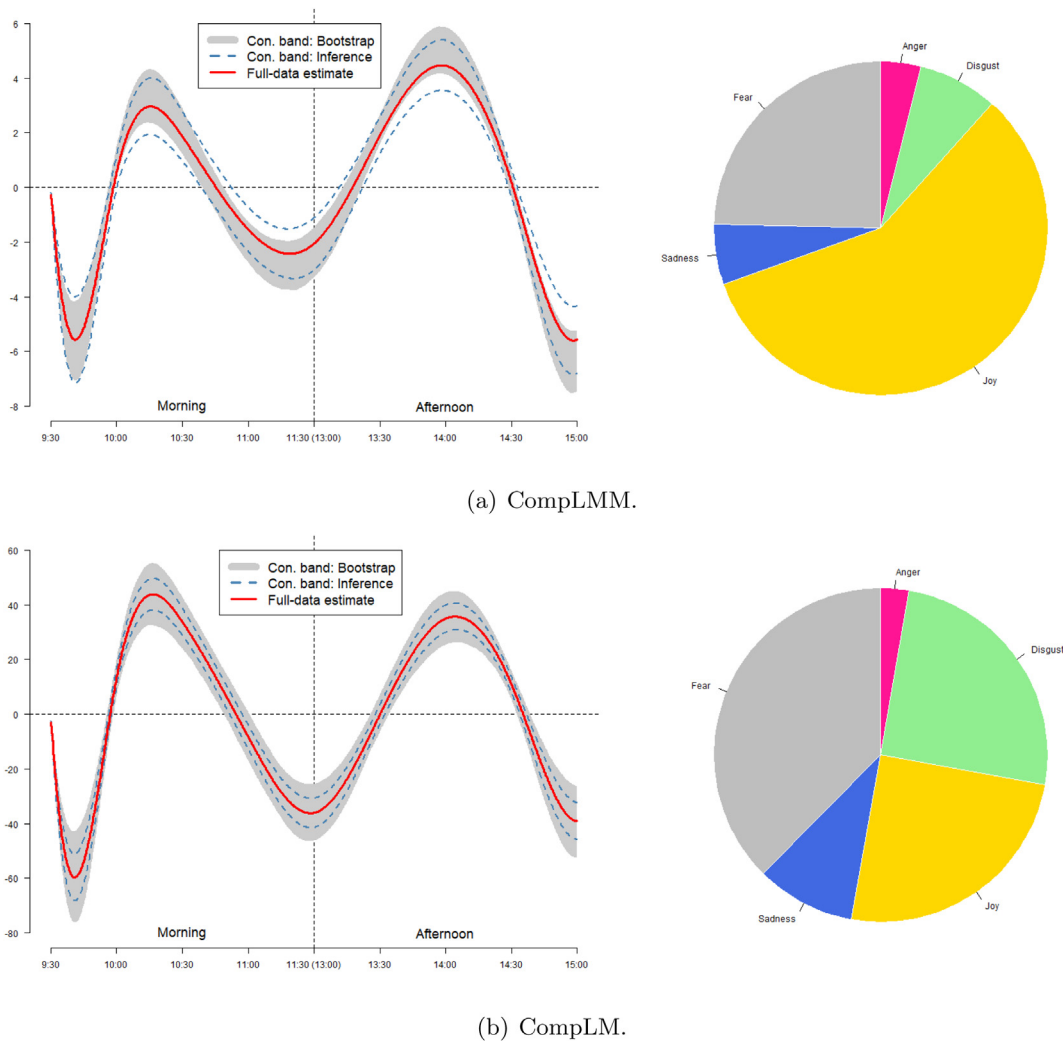 6
4
2
0
-2
-4
-6
-8
Con. band: Bootstrap
Con. band: Inference
Full-data estimate
Morning
Afternoon
9:30 10:00 10:30 11:00 11:30 (13:00) 13:30 14:00 14:30 15:00
Anger
Disgust
Fear
Sadness
Joy
(a) CompLMM.
60
40
20
0
-20
-40
-60
-80
Con. band: Bootstrap
Con. band: Inference
Full-data estimate
Morning
Afternoon
9:30 10:00 10:30 11:00 11:30 (13:00) 13:30 14:00 14:30 15:00
Anger
Disgust
Fear
Sadness
Joy
(b) CompLM.